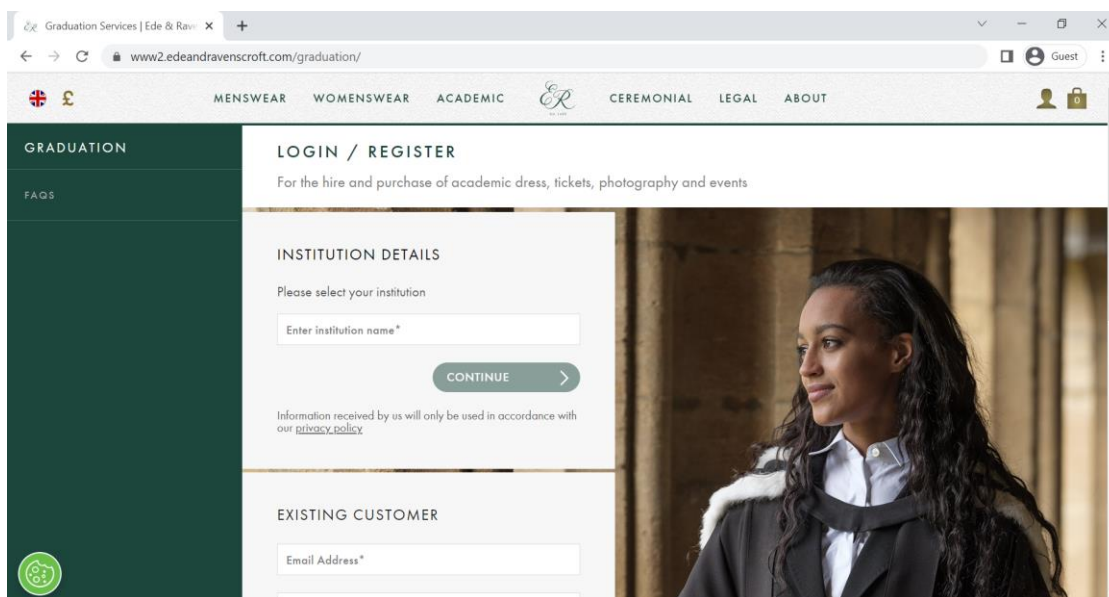 Graduation Services | Ede & Rav
www2.edeandravenscroft.com/graduation/
Guest
£
MENSWEAR WOMENSWEAR ACADEMIC ER CEREMONIAL LEGAL ABOUT
0
GRADUATION
FAQS
LOGIN / REGISTER
For the hire and purchase of academic dress, tickets, photography and events
INSTITUTION DETAILS
Please select your institution
Enter institution name*
CONTINUE
Information received by us will only be used in accordance with
our privacy policy
EXISTING CUSTOMER
Email Address*